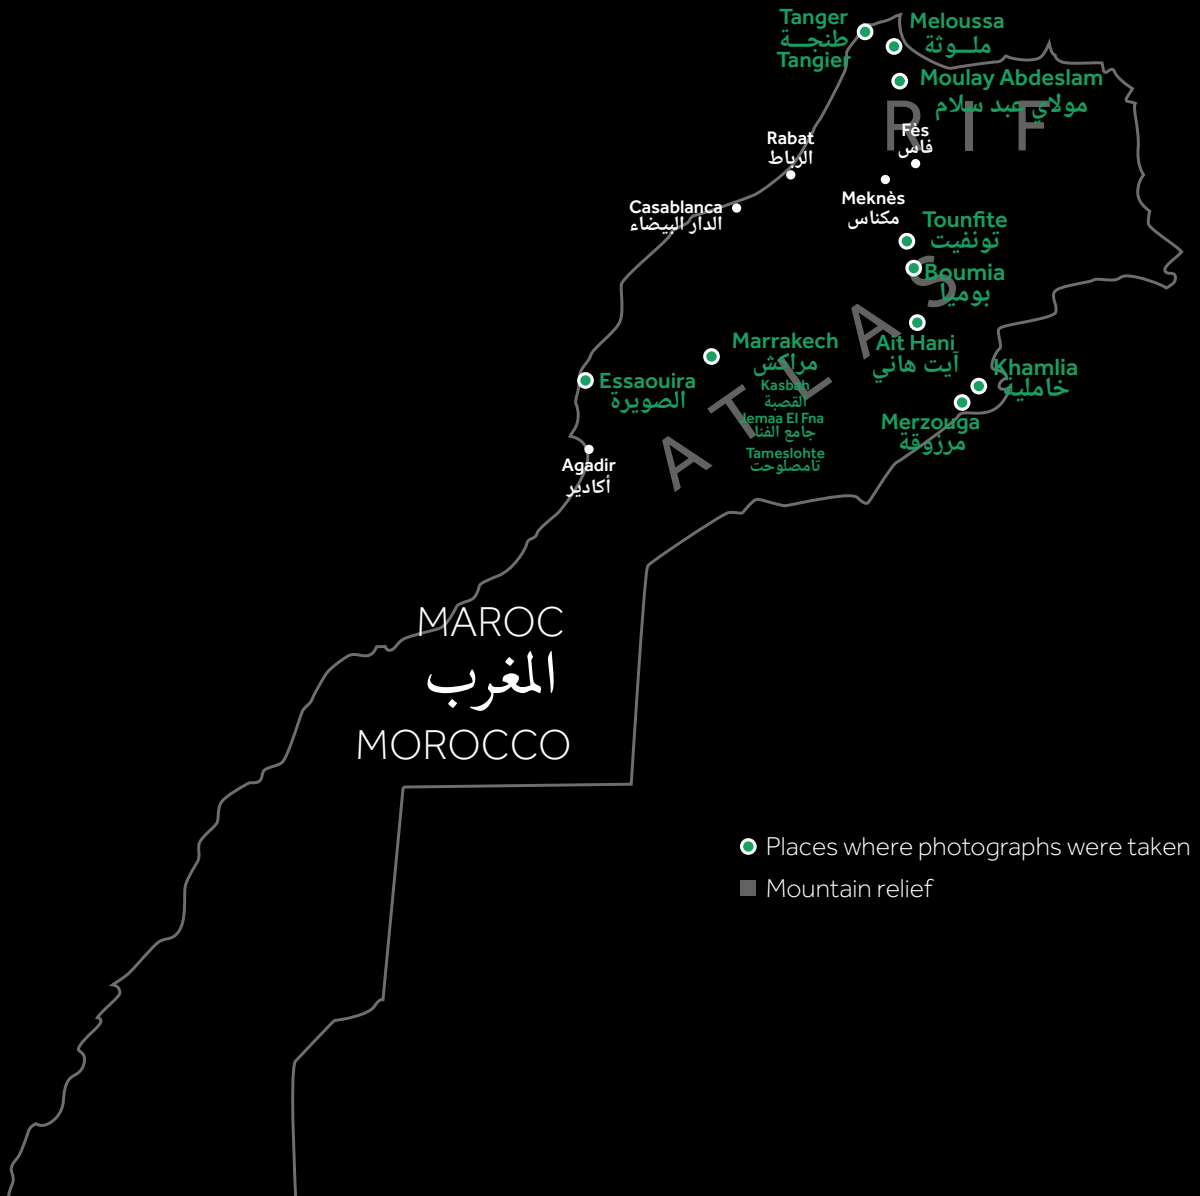 Tanger
طنجة
Tangier
Meloussa
ملوثة
Moulay Abdeslam
مولاي عبد سلام
RIF
Fès
فاس
Rabat
الرباط
Meknès
مكناس
Casablanca
الدار البيضاء
Tounfite
تونفيت
Boumia
بوميا
Ait Hani
آيت هاني
Marrakech
مراكش
Kasbah
القصبة
Jemaa El Fna
جامع الفنا
Tameslohte
تامصلوحت
Essaouira
الصويرة
Khamlia
خاملية
Merzouga
مرزوقة
ATLAS
Agadir
أكادير
MAROC
المغرب
MOROCCO
Places where photographs were taken
Mountain relief